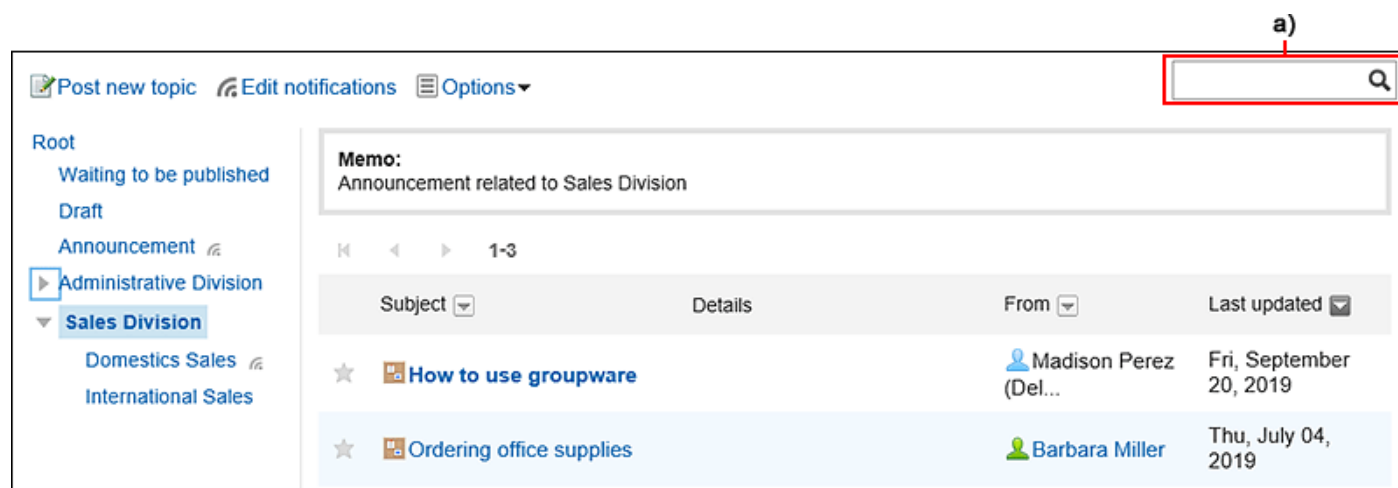 a)
Post new topic Edit notifications Options
Root
Waiting to be published
Draft
Announcement
Administrative Division
Sales Division
Domestics Sales
International Sales
Memo:
Announcement related to Sales Division
1-3
Subject Details From Last updated
How to use groupware Madison Perez (Del... Fri, September 20, 2019
Ordering office supplies Barbara Miller Thu, July 04, 2019